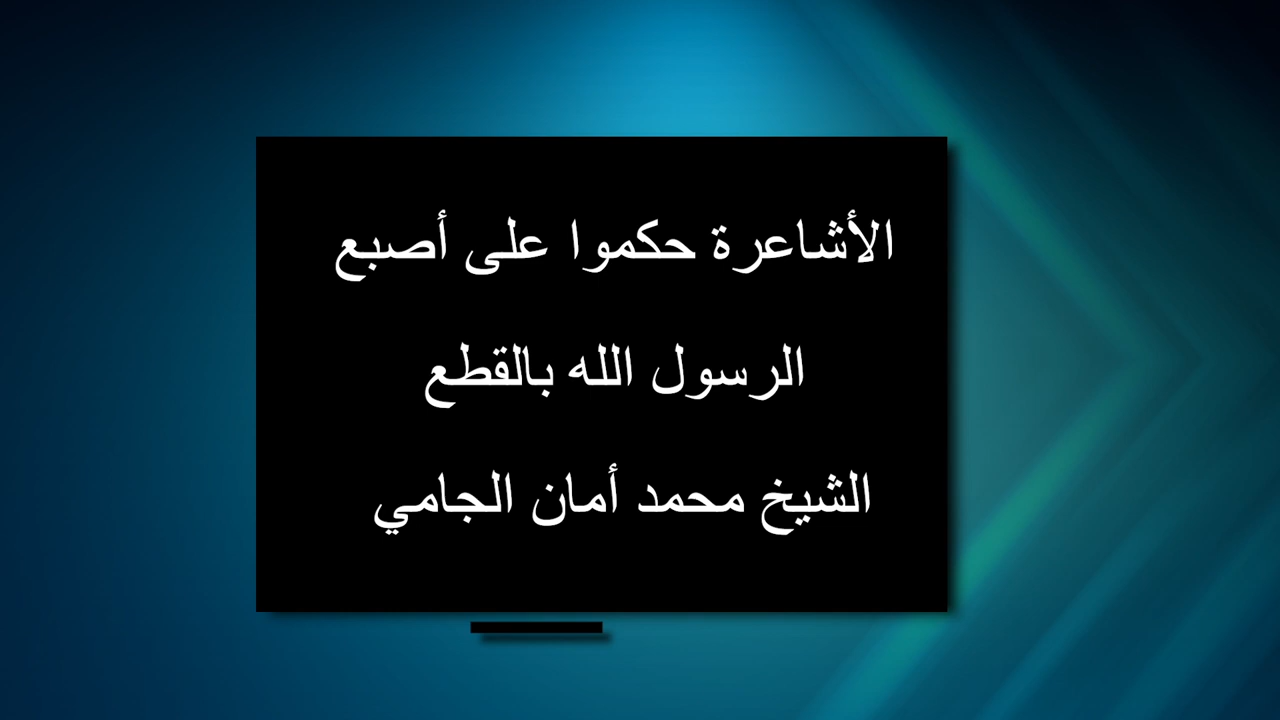 الأشاعرة حكموا على أصبع
الرسول الله بالقطع
الشيخ محمد أمان الجامي